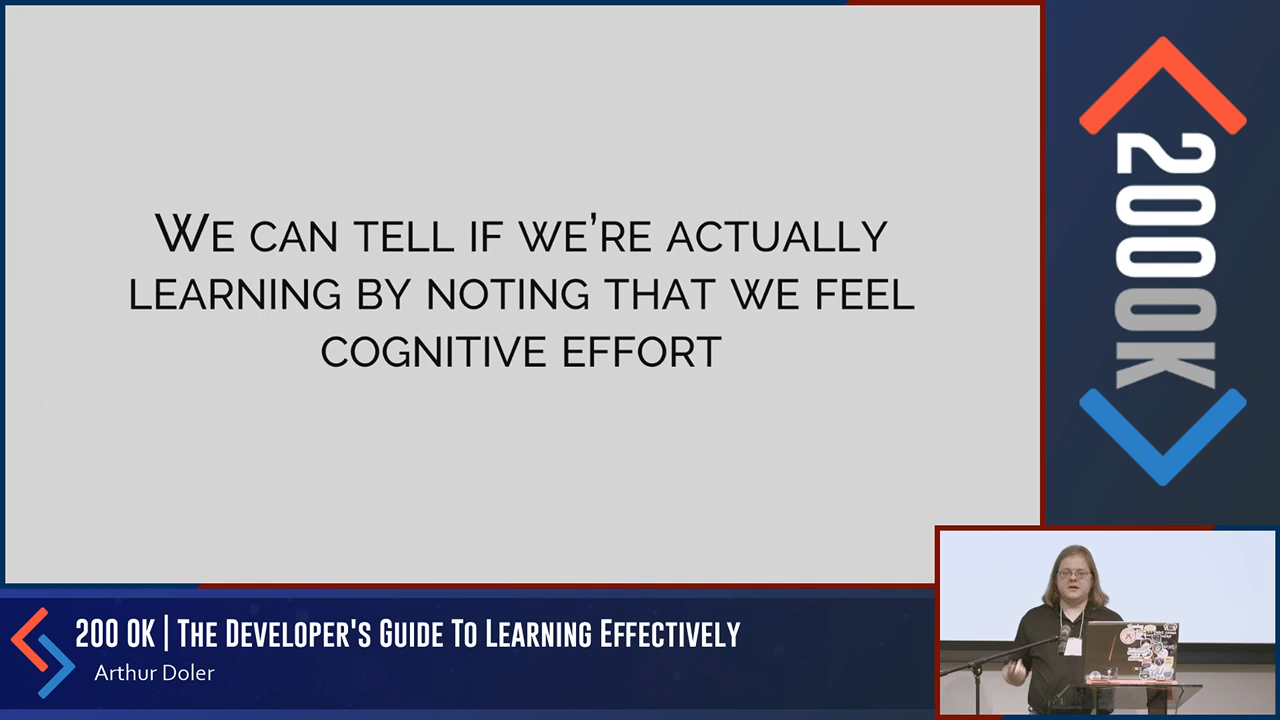 We can tell if we're actually
learning by noting that we feel
cognitive effort
200OK
200 OK | The Developer's Guide To Learning Effectively
Arthur Doler